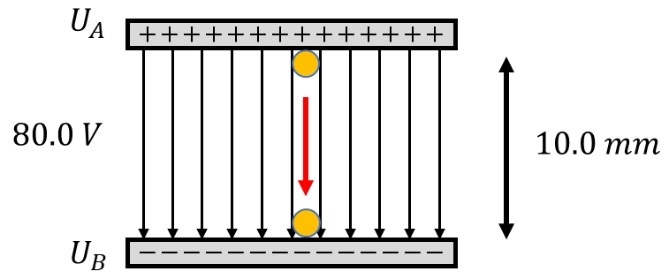 U_A
+ + + + + + + + + + + + +
80.0 V
10.0 mm
U_B
— — — — — — — — — — — — —